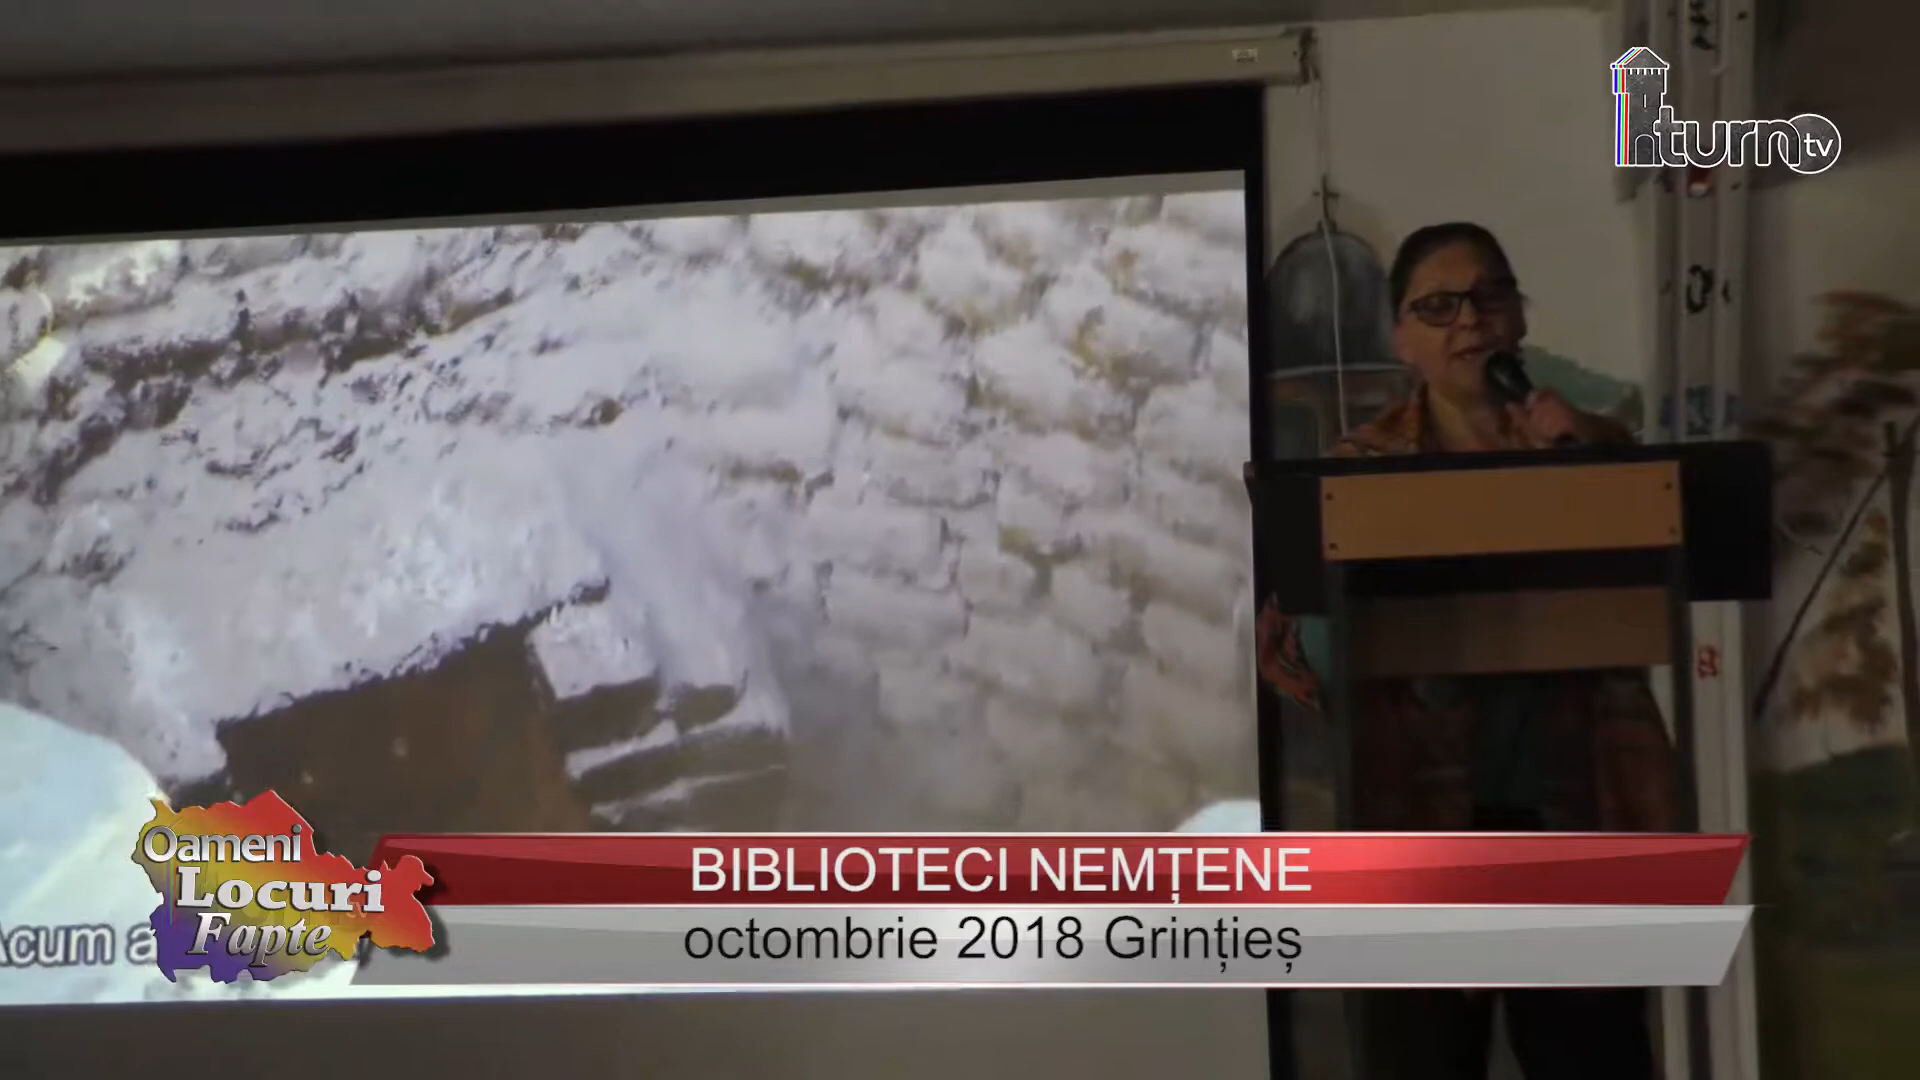 turn tv
BIBLIOTECI NEMȚENE
octombrie 2018 Grințieș
Oameni
Locuri
Fapte
Acum a